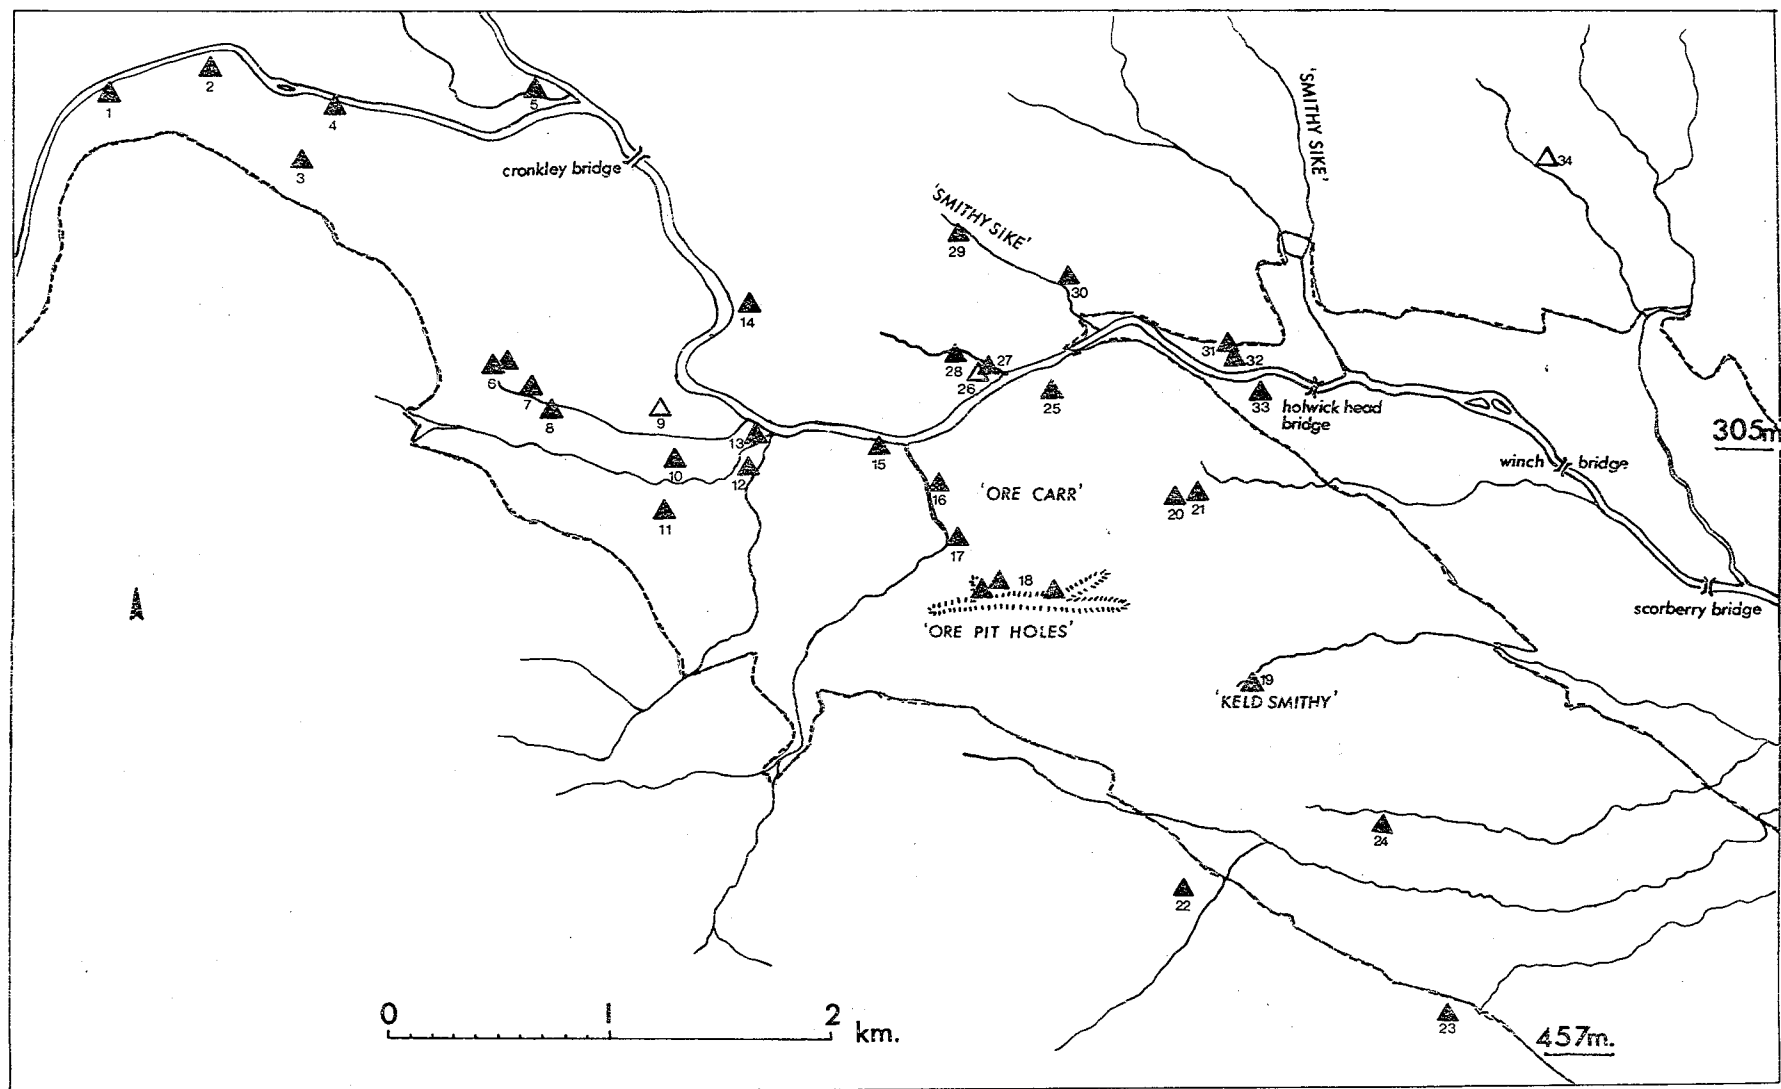 1
2
3
4
5
cronkley bridge
'SMITHY SIKE'
'SMITHY SIKE'
34
29
30
14
6
7
8
9
31
32
28
27
26
25
33
holwick head
bridge
305m
13
10
12
11
15
16
'ORE CARR'
17
20
21
winch bridge
18
'ORE PIT HOLES'
scorberry bridge
19
'KELD SMITHY'
24
22
23
0 1 2 km.
457m.